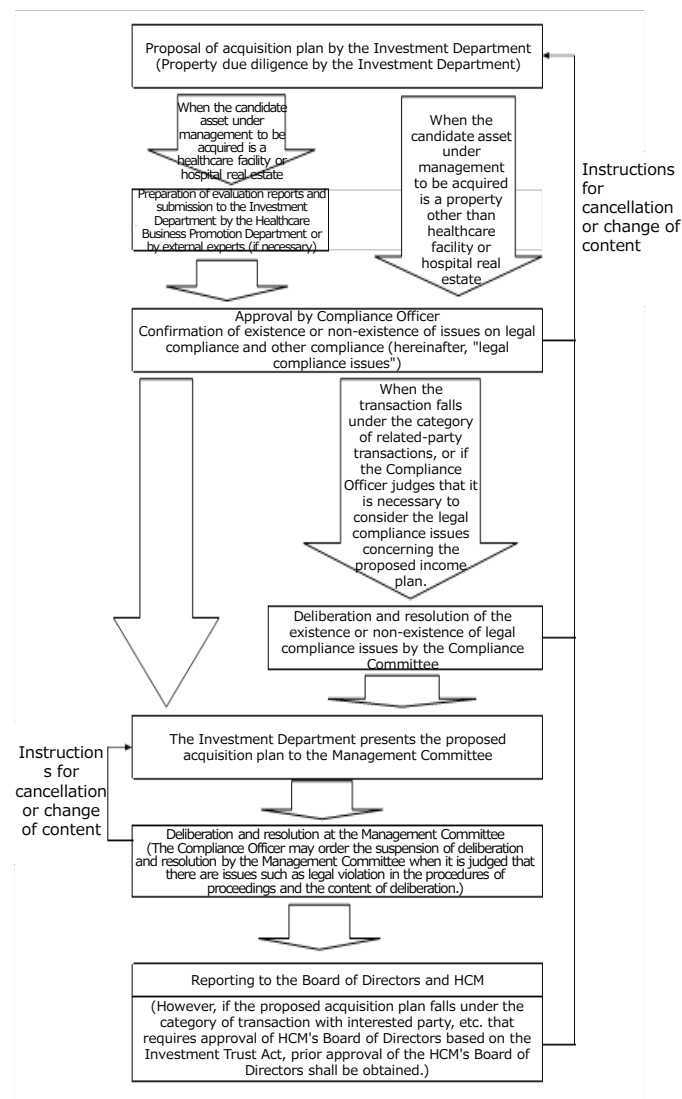 Proposal of acquisition plan by the Investment Department
(Property due diligence by the Investment Department)
When the candidate
asset under
management to be
acquired is a
healthcare facility or
hospital real estate
When the
candidate asset
under
management
to be acquired
is a property
other than
healthcare
facility or
hospital real
estate
Instructions
for
cancellation
or change of
content
Preparation of evaluation reports and
submission to the Investment
Department by the Healthcare
Business Promotion Department or
by external experts (if necessary)
Approval by Compliance Officer
Confirmation of existence or non-existence of issues on legal
compliance and other compliance (hereinafter, "legal
compliance issues")
When the
transaction falls
under the category
of related-party
transactions, or if
the Compliance
Officer judges that it
is necessary to
consider the legal
compliance issues
concerning the
proposed income
plan.
Deliberation and resolution of the
existence or non-existence of legal
compliance issues by the Compliance
Committee
The Investment Department presents the proposed
acquisition plan to the Management Committee
Instruction
s for
cancellation
or change
of content
Deliberation and resolution at the Management Committee
(The Compliance Officer may order the suspension of deliberation
and resolution by the Management Committee when it is judged that
there are issues such as legal violation in the procedures of
proceedings and the content of deliberation.)
Reporting to the Board of Directors and HCM
(However, if the proposed acquisition plan falls under the
category of transaction with interested party, etc. that
requires approval of HCM's Board of Directors based on the
Investment Trust Act, prior approval of the HCM's Board of
Directors shall be obtained.)